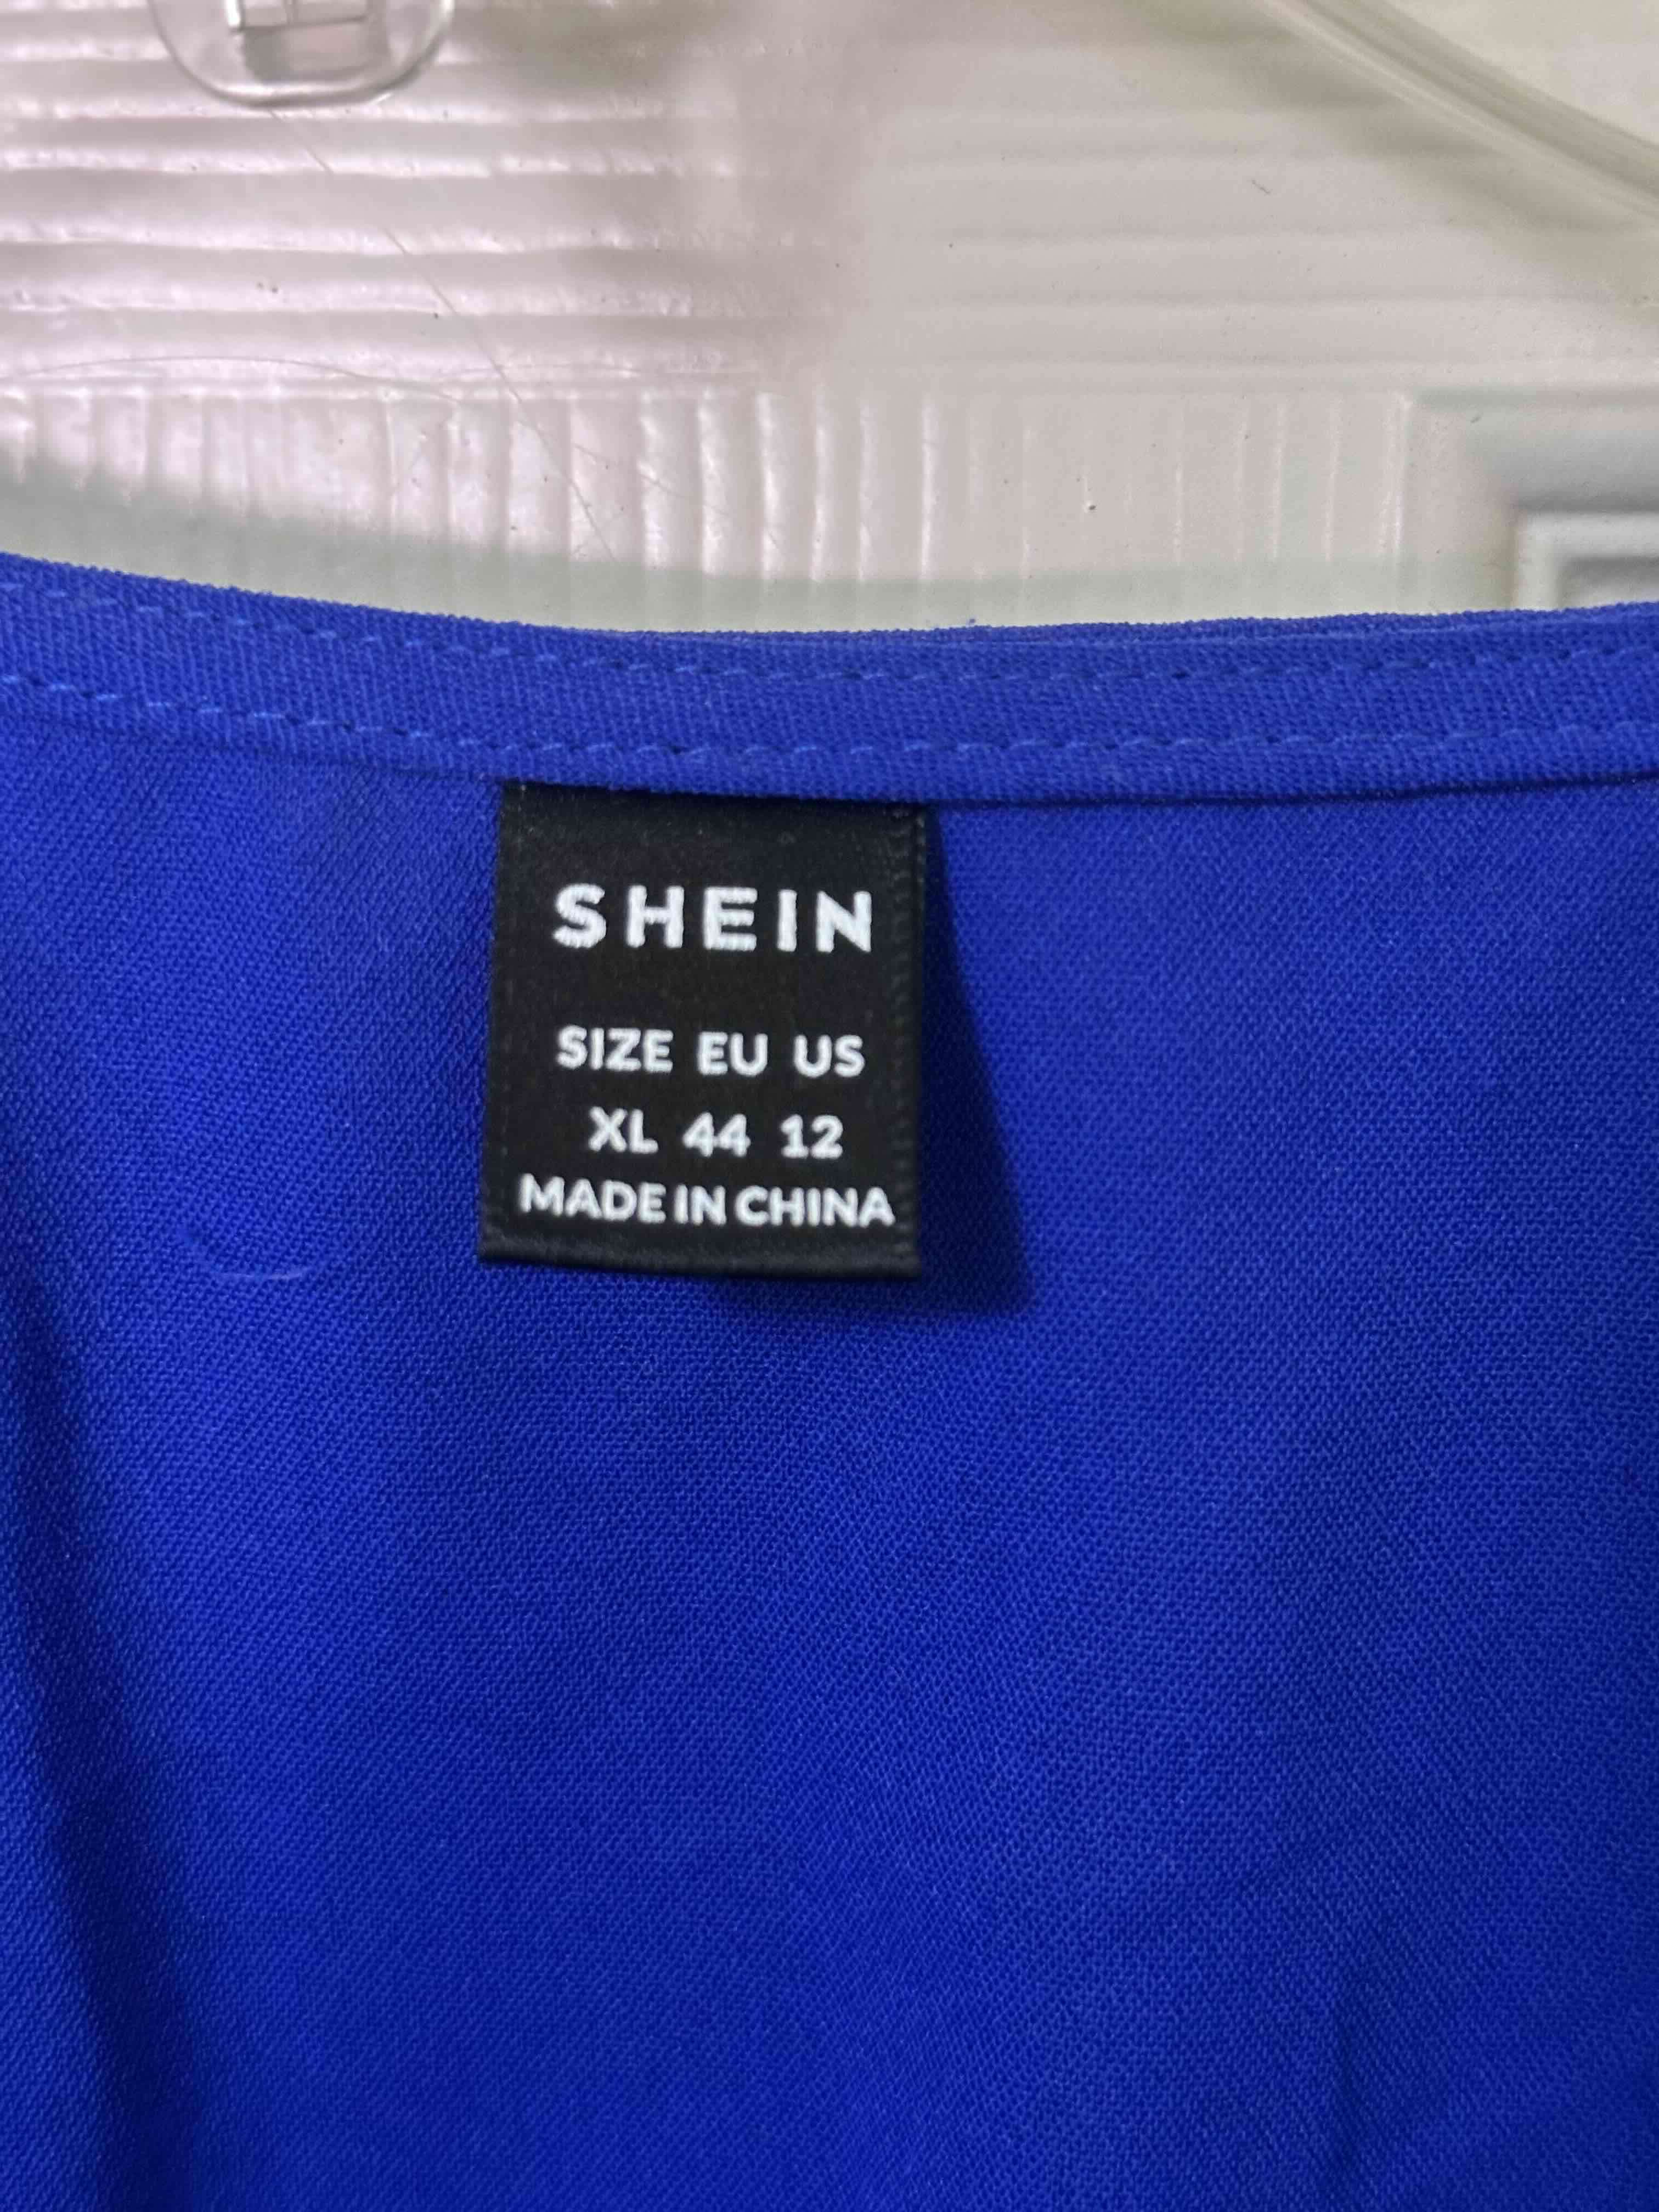 SHEIN
SIZE EU US
XL 44 12
MADE IN CHINA